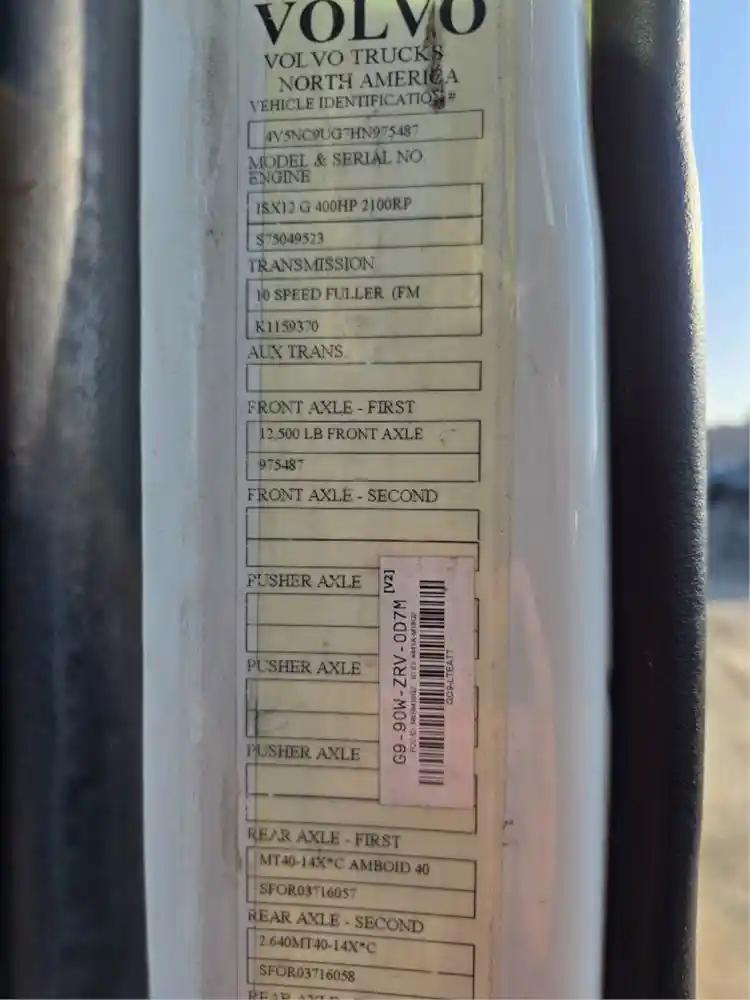 VOLVO
VOLVO TRUCKS
NORTH AMERICA
VEHICLE IDENTIFICATION #
4V5NC9UG7HN975487
MODEL & SERIAL NO
ENGINE
ISX12 G 400HP 2100RP
S75049523
TRANSMISSION
10 SPEED FULLER (FM
K1159370
AUX TRANS
FRONT AXLE - FIRST
12,500 LB FRONT AXLE
975487
FRONT AXLE - SECOND
PUSHER AXLE
PUSHER AXLE
PUSHER AXLE
[V2]
G9-90W-ZRV-0D7M
GO9-LTEATT
REAR AXLE - FIRST
MT40-14X*C AMBOID 40
SFOR03716057
REAR AXLE - SECOND
2.640MT40-14X*C
SFOR03716058